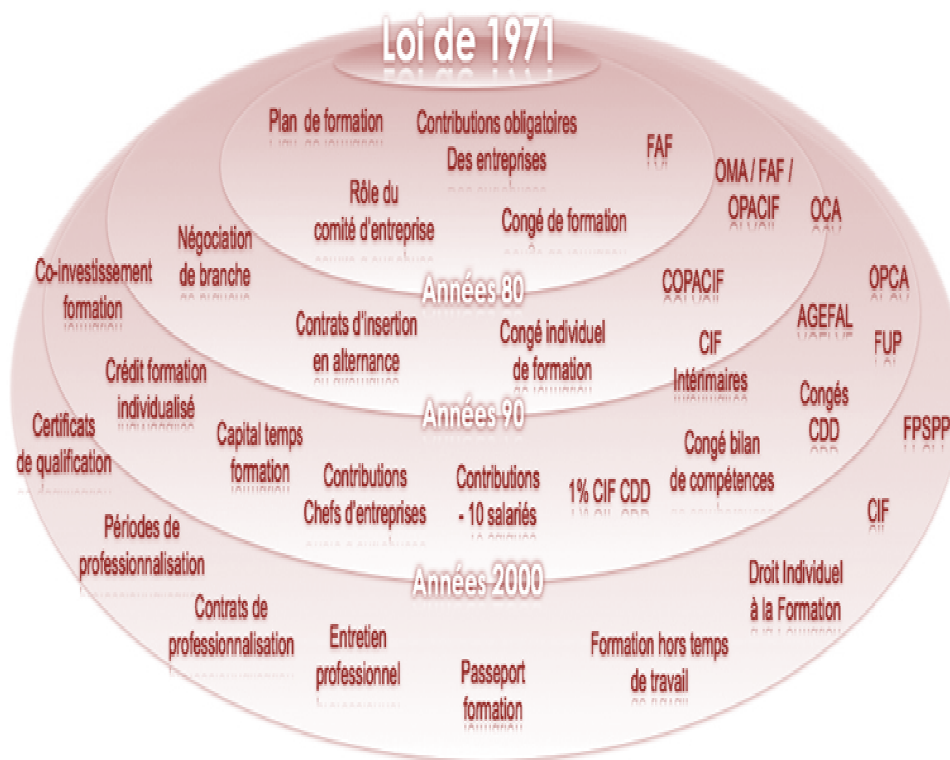 Loi de 1971
Plan de formation
Contributions obligatoires
Des entreprises
FAF
Rôle du
comité d'entreprise
Congé de formation
OMA / FAF /
OPACIF
OCA
Négociation
de branche
Années 80
Co-investissement
formation
COPACIF
OPCA
Contrats d'insertion
en alternance
Congé individuel
de formation
CIF
Intérimaires
AGEFAL
FUP
Crédit formation
individualisé
Années 90
Congés
CDD
Certificats
de qualification
Capital temps
formation
Contributions
Chefs d'entreprises
Contributions
- 10 salariés
1% CIF CDD
Congé bilan
de compétences
FPSPP
CIF
Périodes de
professionnalisation
Années 2000
Droit Individuel
à la Formation
Contrats de
professionnalisation
Entretien
professionnel
Passeport
formation
Formation hors temps
de travail